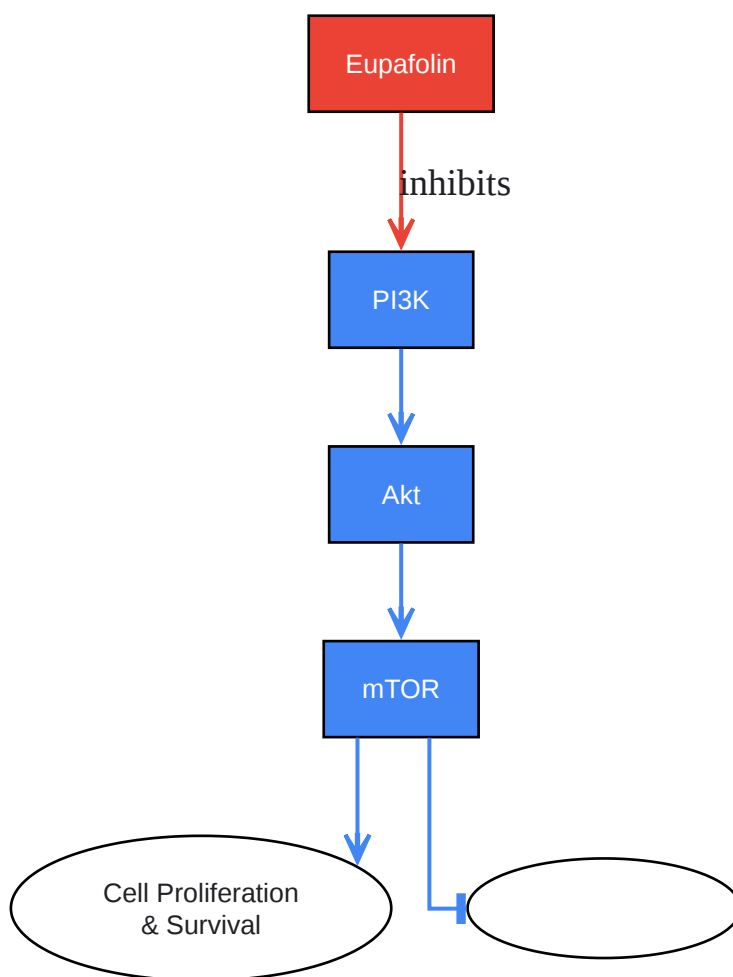 Eupafolin
inhibits
PI3K
Akt
mTOR
Cell Proliferation
& Survival